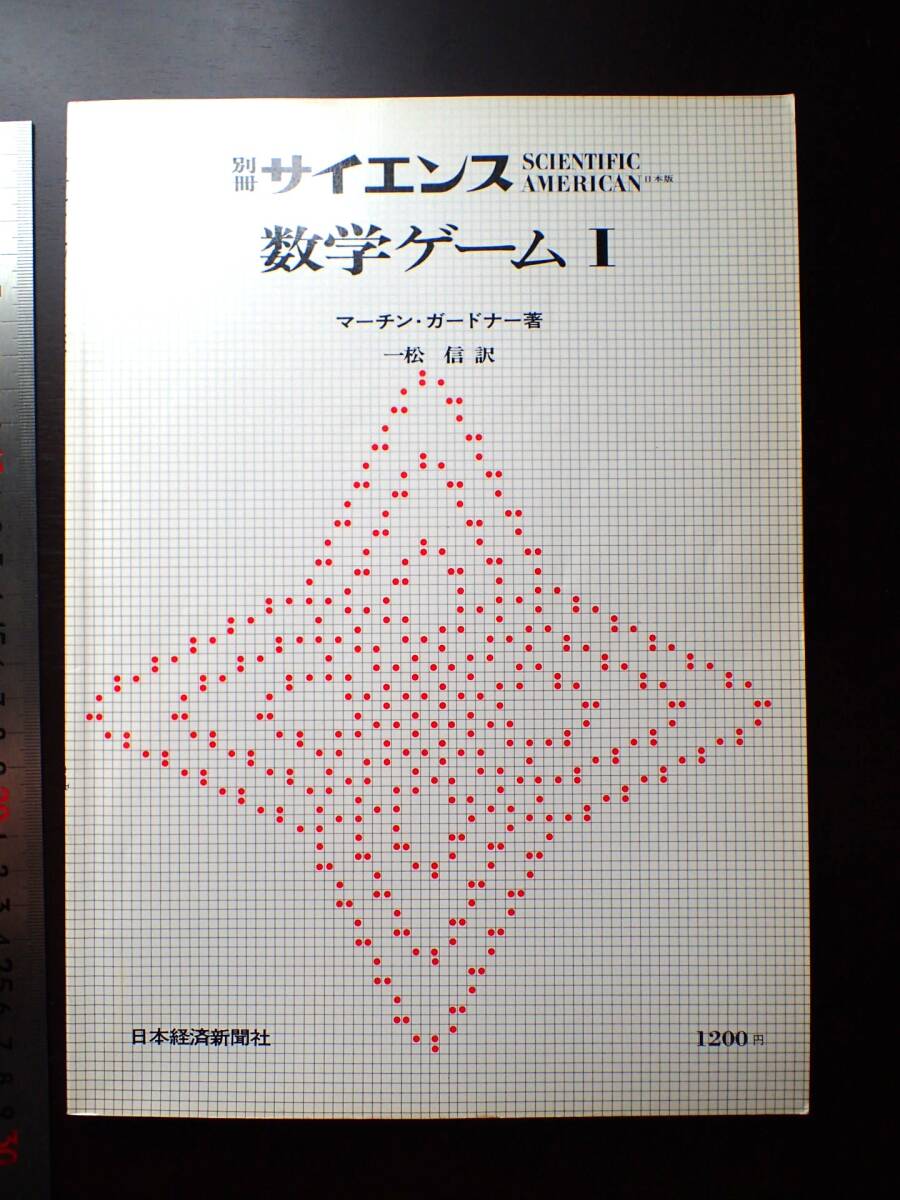 別冊 サイエンス SCIENTIFIC AMERICAN 日本版
数学ゲーム I
マーチン・ガードナー著
一松 信 訳
日本経済新聞社
1200円